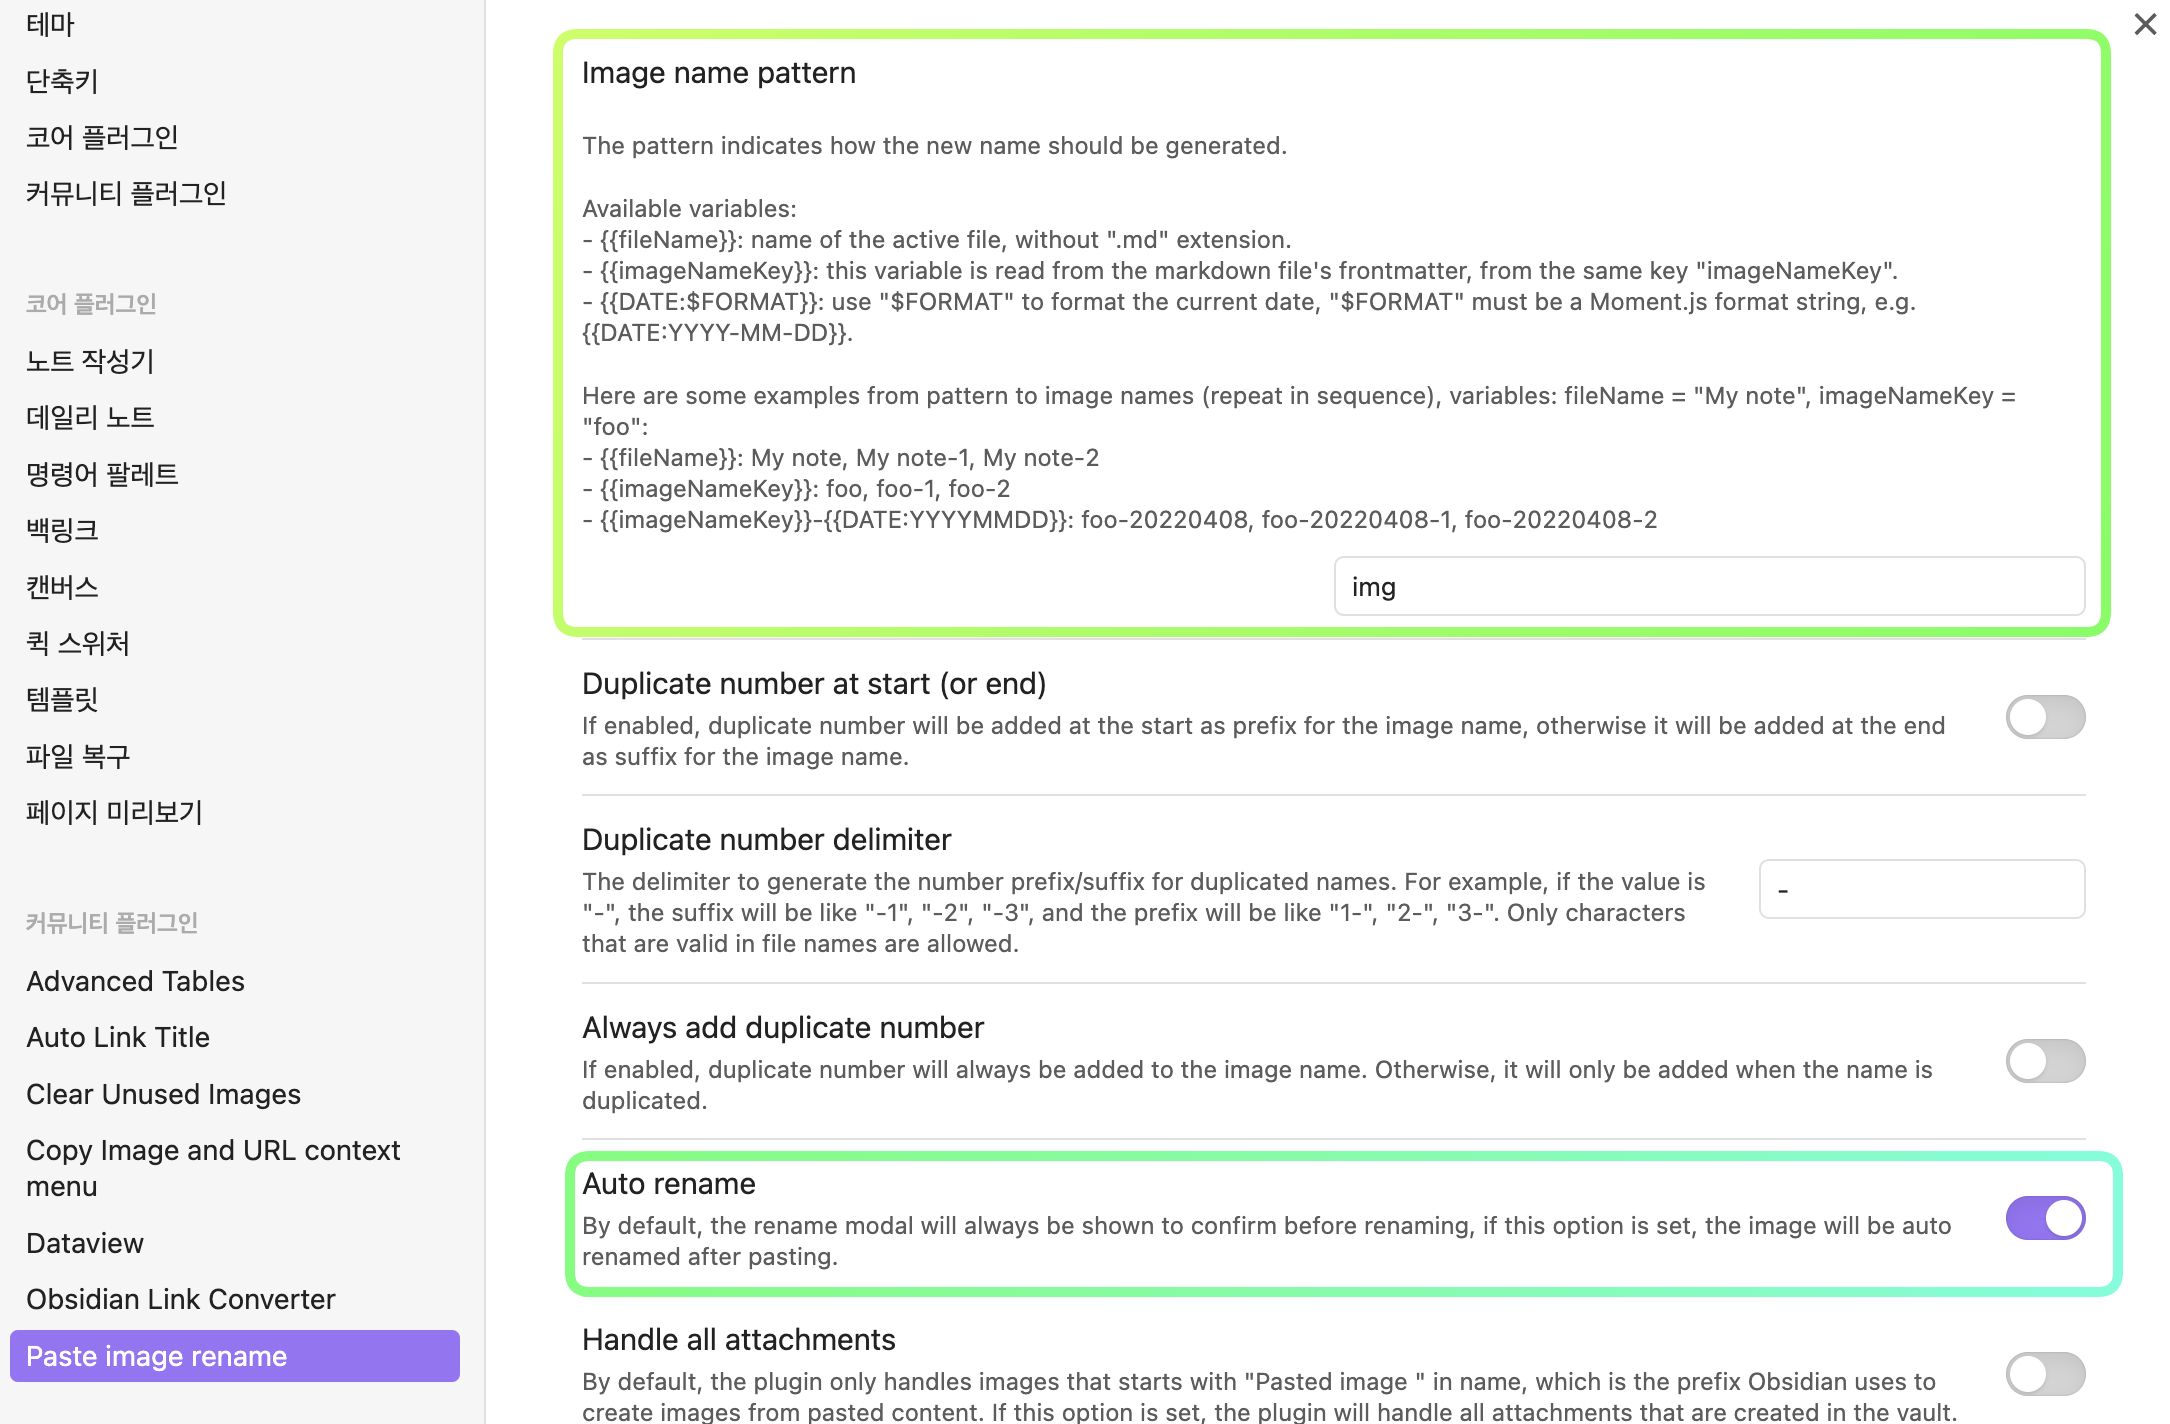 테마
단축키
코어 플러그인
커뮤니티 플러그인
코어 플러그인
노트 작성기
데일리 노트
명령어 팔레트
백링크
캔버스
퀵 스위처
템플릿
파일 복구
페이지 미리보기
커뮤니티 플러그인
Advanced Tables
Auto Link Title
Clear Unused Images
Copy Image and URL context
menu
Dataview
Obsidian Link Converter
Paste image rename
Image name pattern
The pattern indicates how the new name should be generated.
Available variables:
- {{fileName}}: name of the active file, without ".md" extension.
- {{imageNameKey}}: this variable is read from the markdown file's frontmatter, from the same key "imageNameKey".
- {{DATE:$FORMAT}}: use "$FORMAT" to format the current date, "$FORMAT" must be a Moment.js format string, e.g.
{{DATE:YYYY-MM-DD}}.
Here are some examples from pattern to image names (repeat in sequence), variables: fileName = "My note", imageNameKey =
"foo":
- {{fileName}}: My note, My note-1, My note-2
- {{imageNameKey}}: foo, foo-1, foo-2
- {{imageNameKey}}-{{DATE:YYYYMMDD}}: foo-20220408, foo-20220408-1, foo-20220408-2
img
Duplicate number at start (or end)
If enabled, duplicate number will be added at the start as prefix for the image name, otherwise it will be added at the end
as suffix for the image name.
Duplicate number delimiter
The delimiter to generate the number prefix/suffix for duplicated names. For example, if the value is
"-", the suffix will be like "-1", "-2", "-3", and the prefix will be like "1-", "2-", "3-". Only characters
that are valid in file names are allowed.
-
Always add duplicate number
If enabled, duplicate number will always be added to the image name. Otherwise, it will only be added when the name is
duplicated.
Auto rename
By default, the rename modal will always be shown to confirm before renaming, if this option is set, the image will be auto
renamed after pasting.
Handle all attachments
By default, the plugin only handles images that starts with "Pasted image " in name, which is the prefix Obsidian uses to
create images from pasted content. If this option is set, the plugin will handle all attachments that are created in the vault.